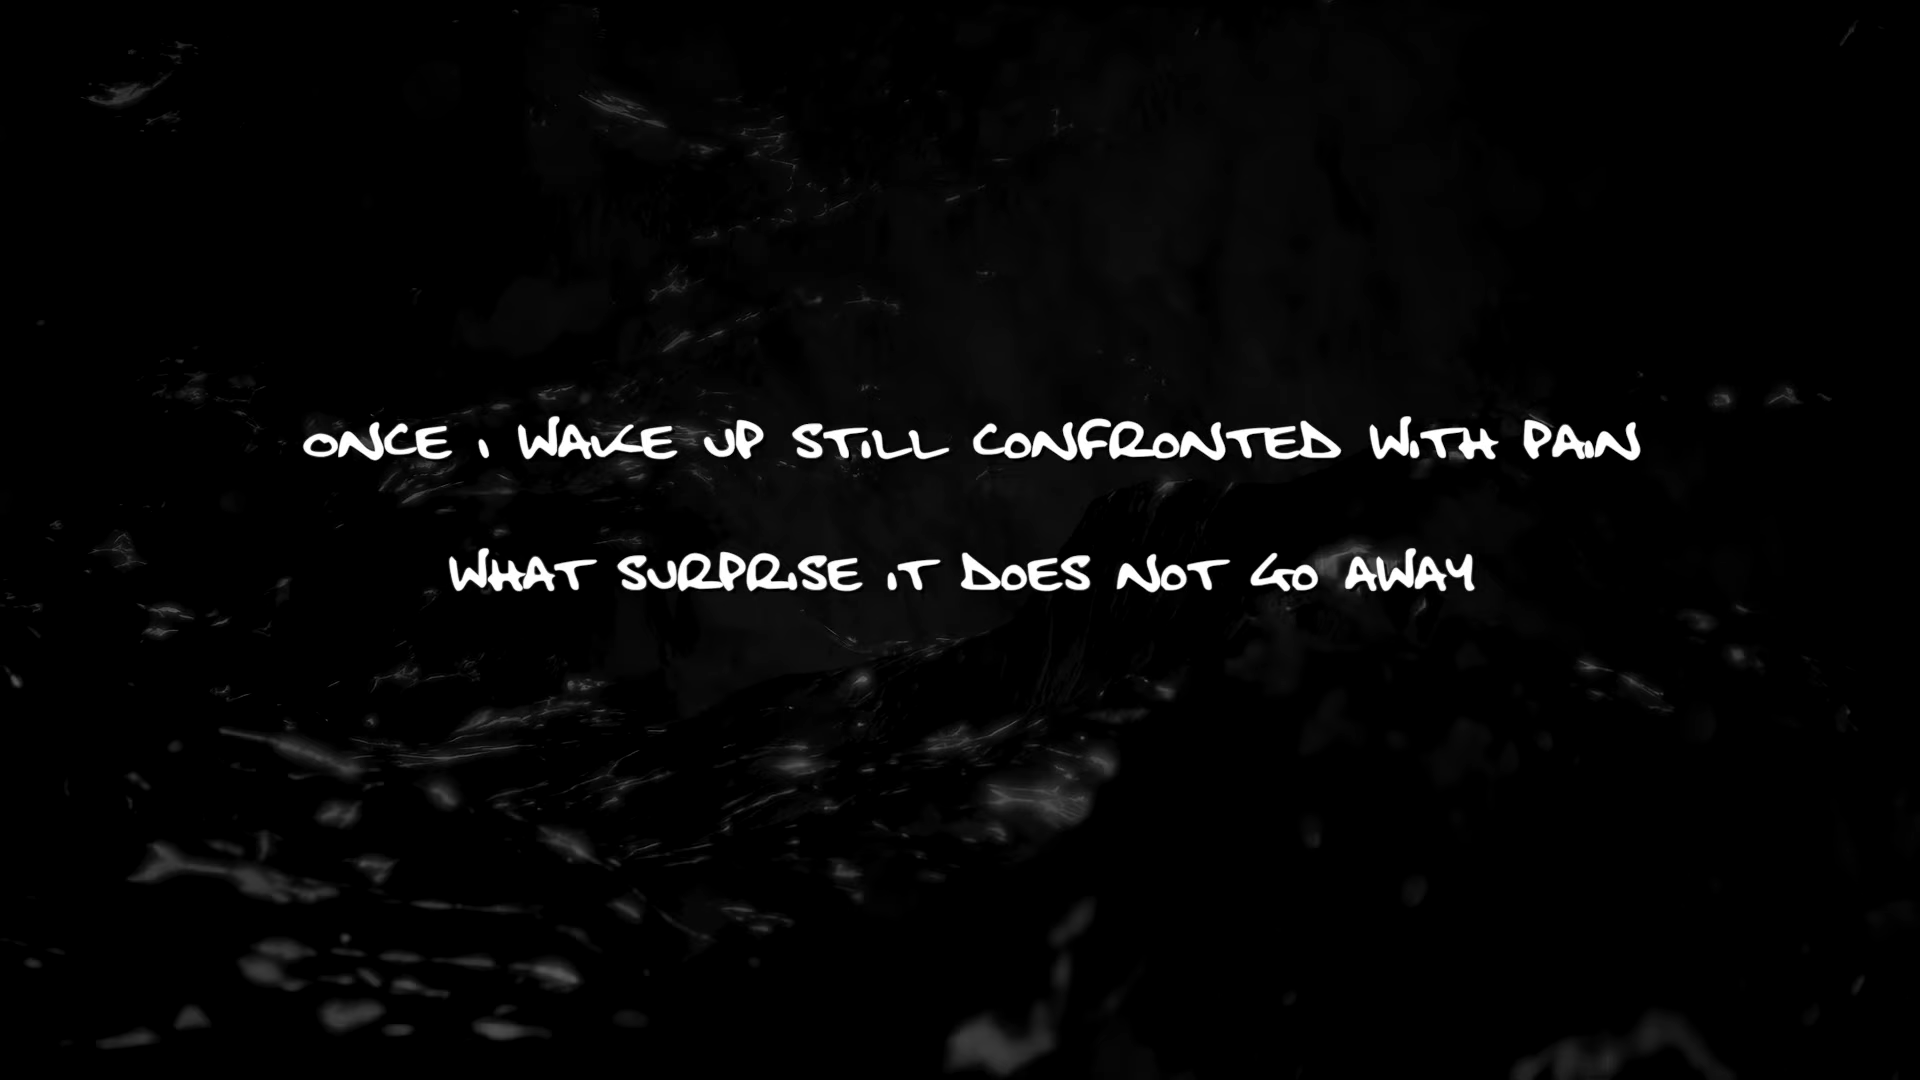 ONCE i WAKE UP STiLL CONFRONTED WiTH PAiN
WHAT SURPRiSE iT DOES NOT GO AWAY